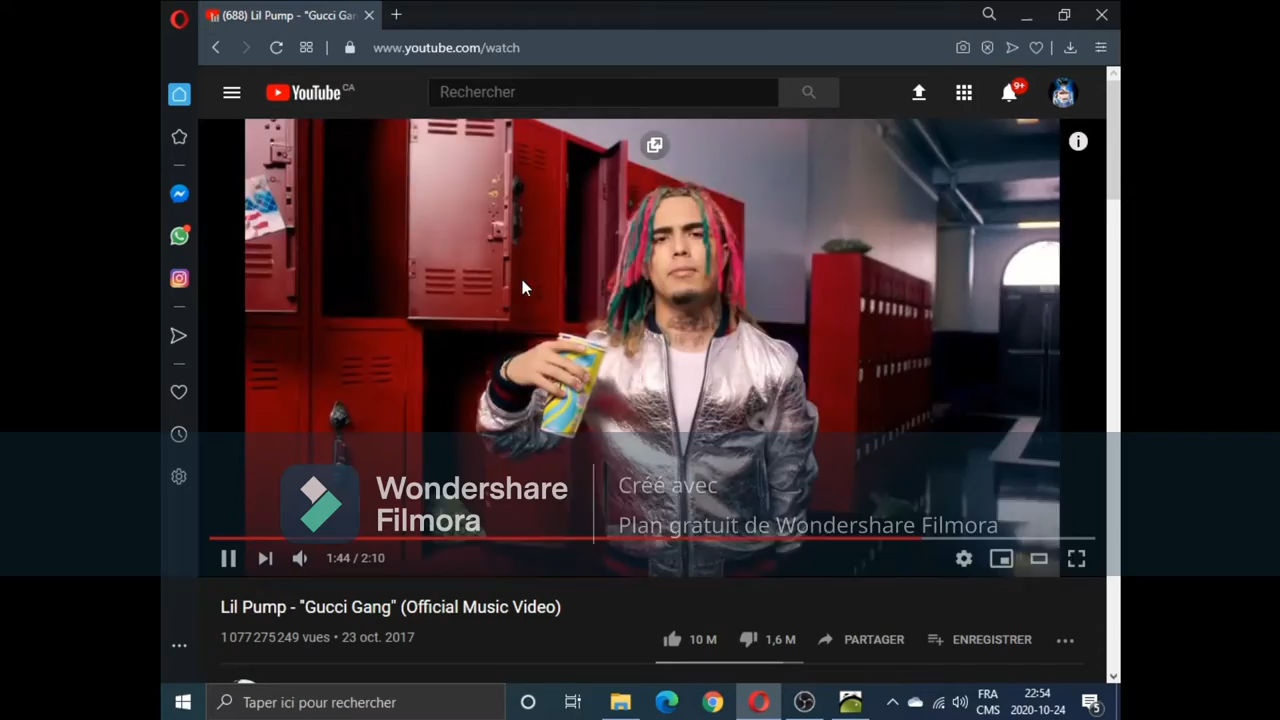 (688) Lil Pump - "Gucci Gar
www.youtube.com/watch
YouTube CA
Rechercher
9+
Wondershare
Filmora
Créé avec
Plan gratuit de Wondershare Filmora
1:44 / 2:10
Lil Pump - "Gucci Gang" (Official Music Video)
1 077 275 249 vues • 23 oct. 2017
10 M
1,6 M
PARTAGER
ENREGISTRER
Taper ici pour rechercher
FRA
CMS
22:54
2020-10-24
5